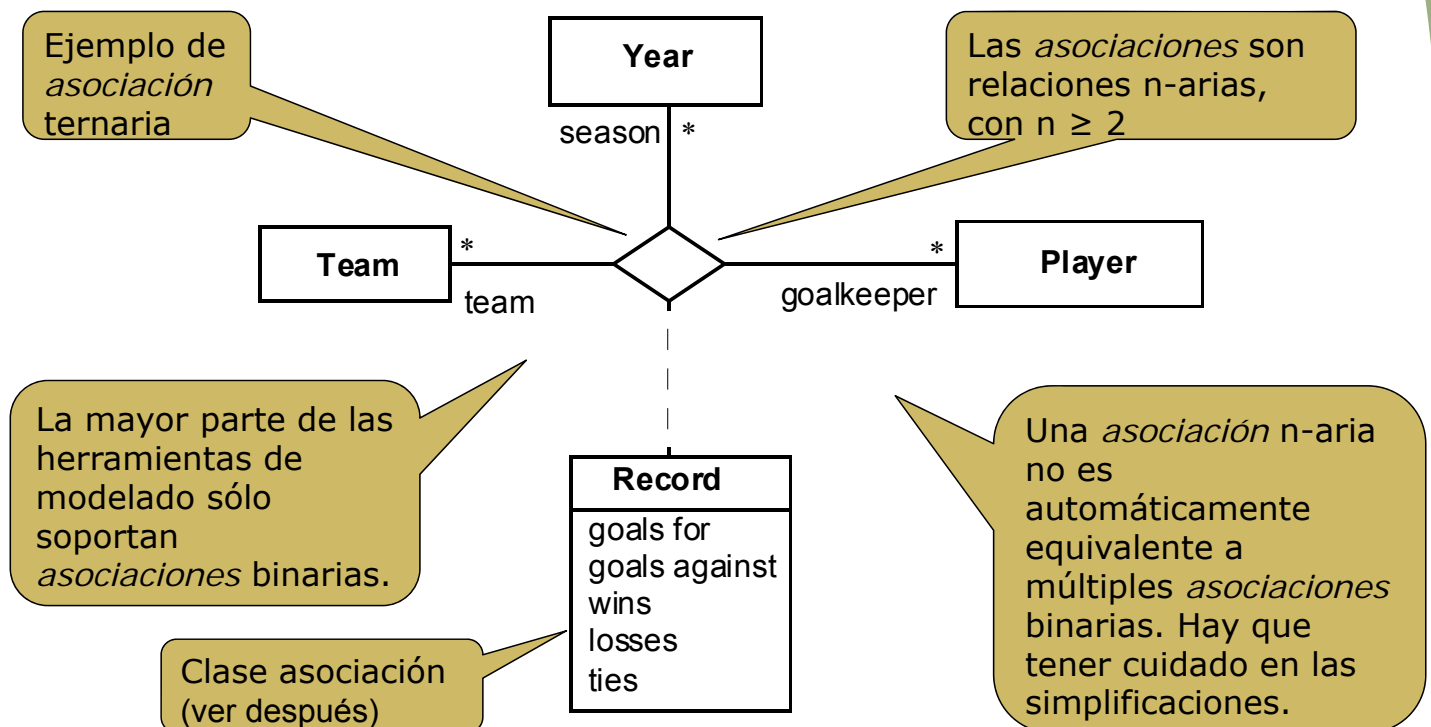 Ejemplo de
asociación
ternaria
Year
Las asociaciones son
relaciones n-arias,
con n ≥ 2
season *
Team
*
team
*
goalkeeper
Player
La mayor parte de las
herramientas de
modelado sólo
soportan
asociaciones binarias.
Record
goals for
goals against
wins
losses
ties
Una asociación n-aria
no es
automáticamente
equivalente a
múltiples asociaciones
binarias. Hay que
tener cuidado en las
simplificaciones.
Clase asociación
(ver después)